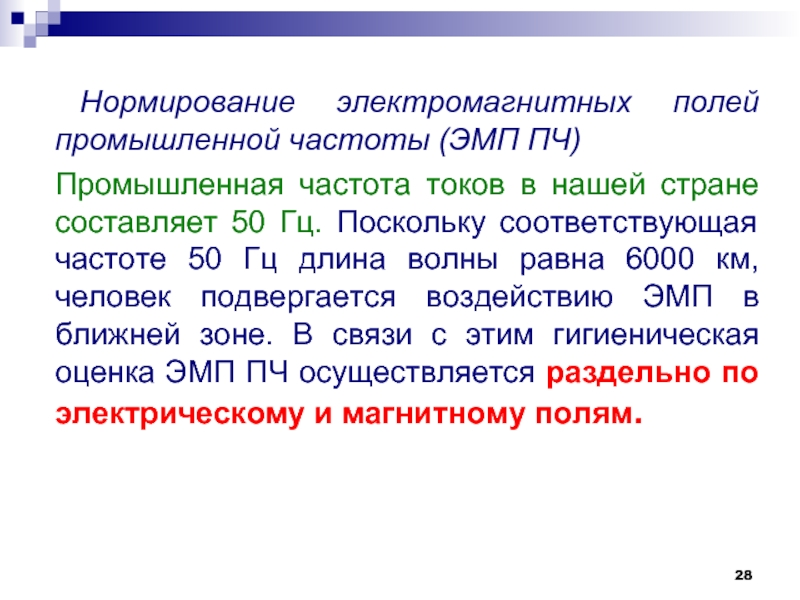 Нормирование электромагнитных полей
промышленной частоты (ЭМП ПЧ)
Промышленная частота токов в нашей стране
составляет 50 Гц. Поскольку соответствующая
частоте 50 Гц длина волны равна 6000 км,
человек подвергается воздействию ЭМП в
ближней зоне. В связи с этим гигиеническая
оценка ЭМП ПЧ осуществляется раздельно по
электрическому и магнитному полям.
28